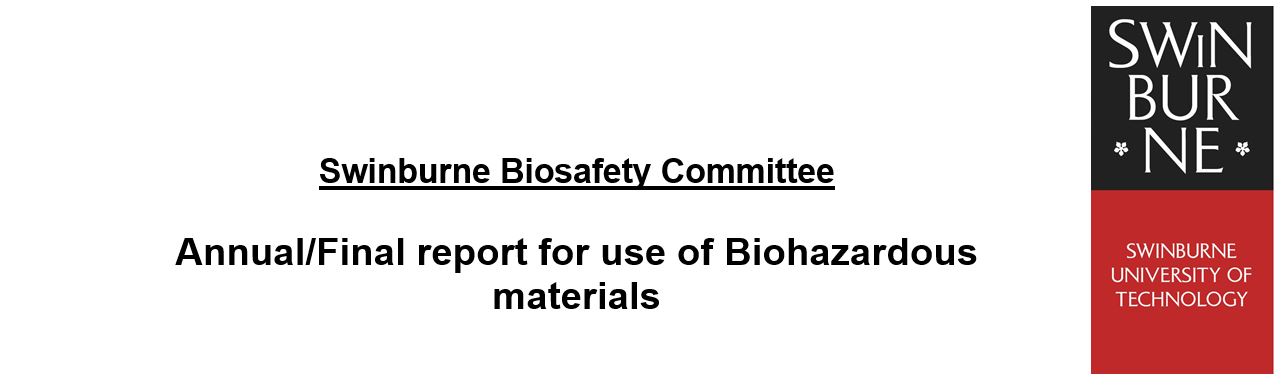 Swinburne Biosafety Committee
Annual/Final report for use of Biohazardous
materials
SWiN
BUR
NE
SWINBURNE
UNIVERSITY OF
TECHNOLOGY